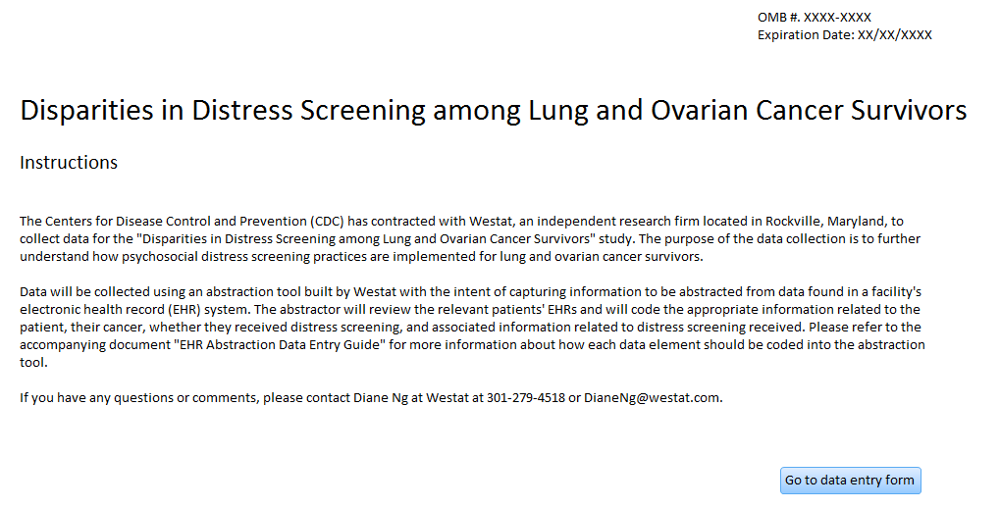 OMB #. XXXX-XXXX
Expiration Date: XX/XX/XXXX
Disparities in Distress Screening among Lung and Ovarian Cancer Survivors
Instructions
The Centers for Disease Control and Prevention (CDC) has contracted with Westat, an independent research firm located in Rockville, Maryland, to
collect data for the "Disparities in Distress Screening among Lung and Ovarian Cancer Survivors" study. The purpose of the data collection is to further
understand how psychosocial distress screening practices are implemented for lung and ovarian cancer survivors.
Data will be collected using an abstraction tool built by Westat with the intent of capturing information to be abstracted from data found in a facility's
electronic health record (EHR) system. The abstractor will review the relevant patients' EHRs and will code the appropriate information related to the
patient, their cancer, whether they received distress screening, and associated information related to distress screening received. Please refer to the
accompanying document "EHR Abstraction Data Entry Guide" for more information about how each data element should be coded into the abstraction
tool.
If you have any questions or comments, please contact Diane Ng at Westat at 301-279-4518 or DianeNg@westat.com.
Go to data entry form